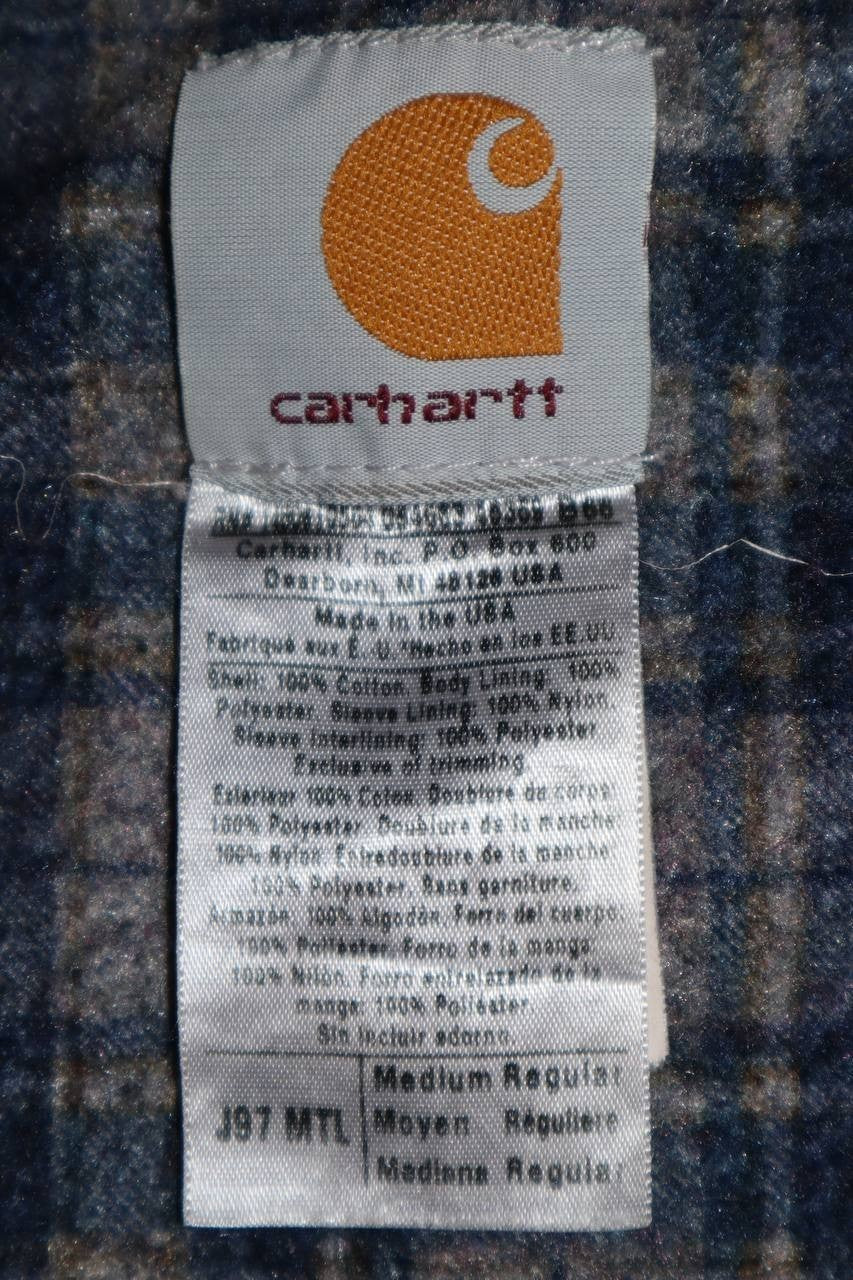 carhartt
Carhartt, Inc. P.O. Box 600
Dearborn, MI 48126 USA
Made in the USA
Fabriqué aux É.-U. *Hecho en los EE.UU.
Shell: 100% Cotton. Body Lining: 100%
Polyester. Sleeve Lining: 100% Nylon.
Sleeve Interlining: 100% Polyester
Exclusive of trimming
Extérieur 100% Coton. Doublure du corps:
100% Polyester. Doublure de la manche:
100% Nylon. Entredoublure de la manche:
100% Polyester. Sans garniture.
Armazón: 100% Algodón. Forro del cuerpo:
100% Poliéster. Forro de la manga:
100% Nilón. Forro entrelazado de la
manga: 100% Poliéster.
Sin incluir adorno.
J97 MTL
Medium Regular
Moyen Régulière
Mediana Regular